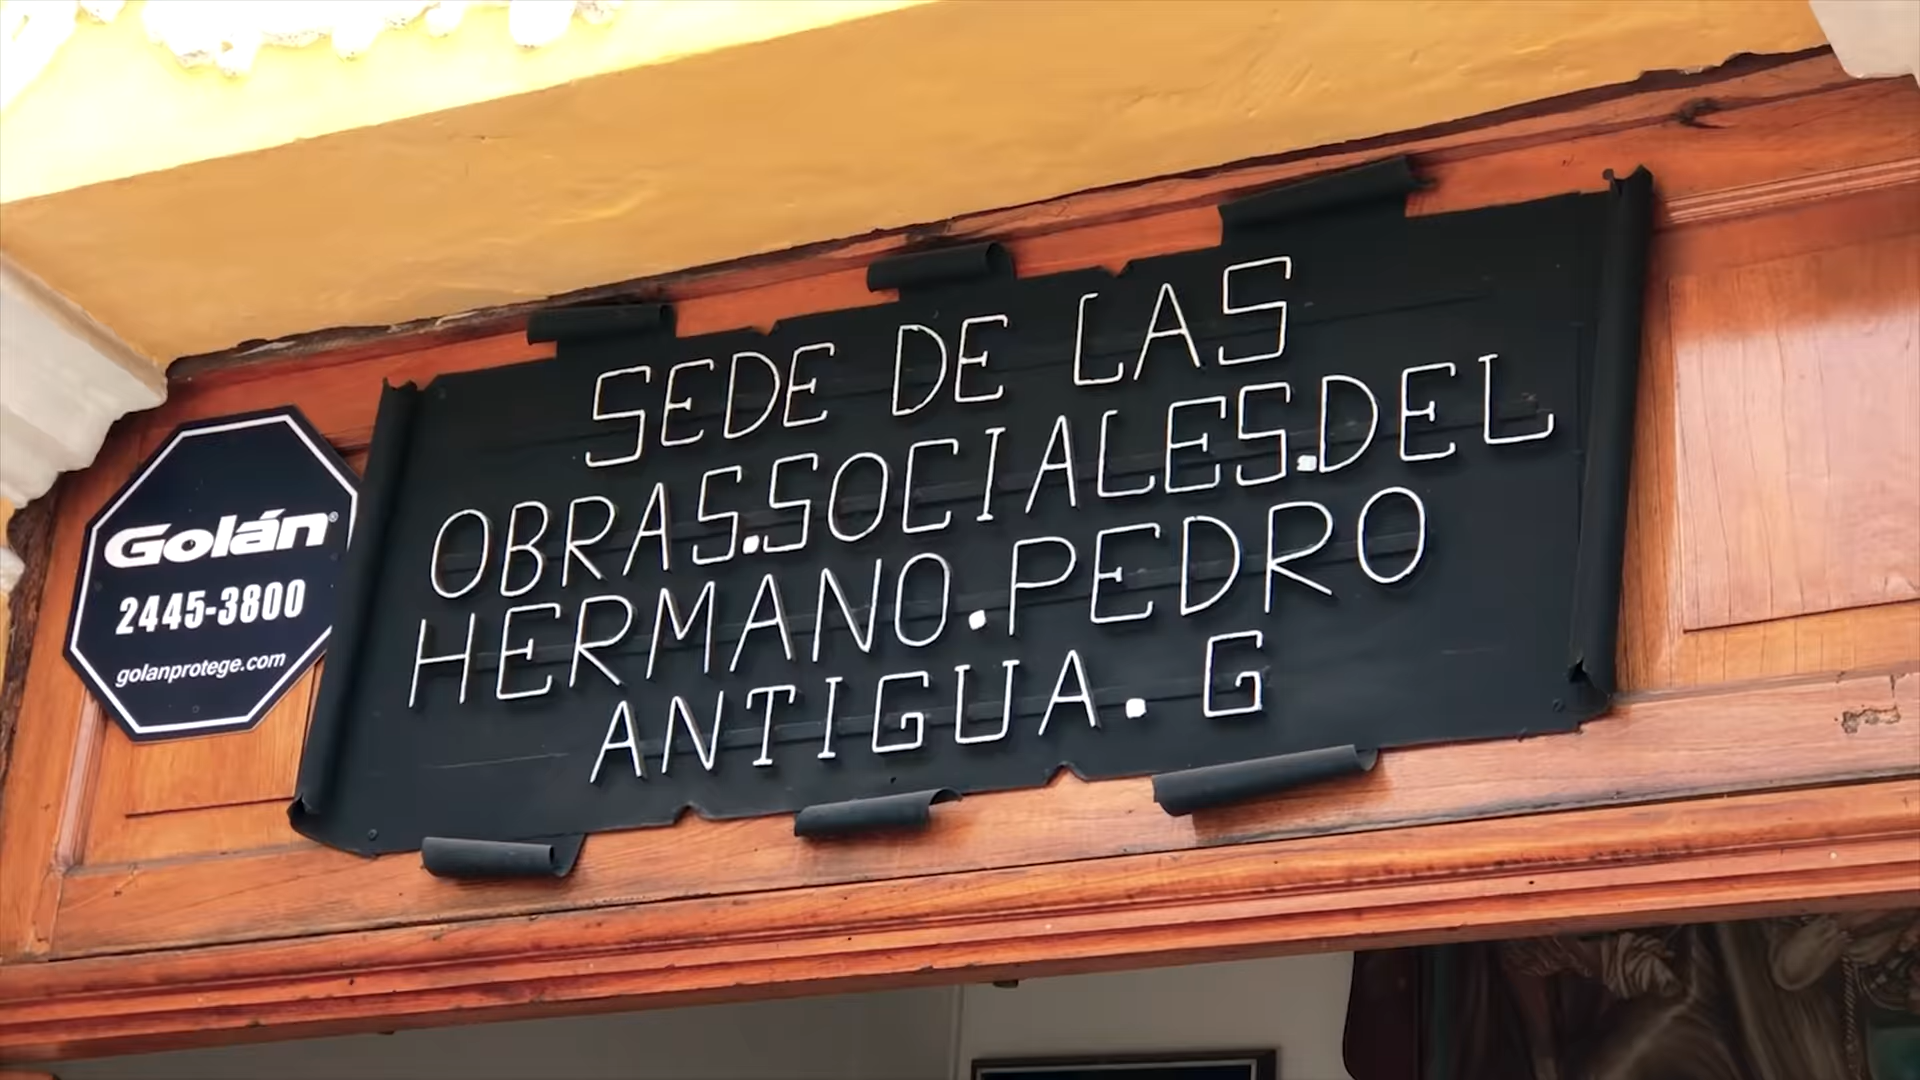 SEDE DE LAS
OBRAS.SOCIALES.DEL
HERMANO.PEDRO
ANTIGUA. G
Golán®
2445-3800
golanprotege.com